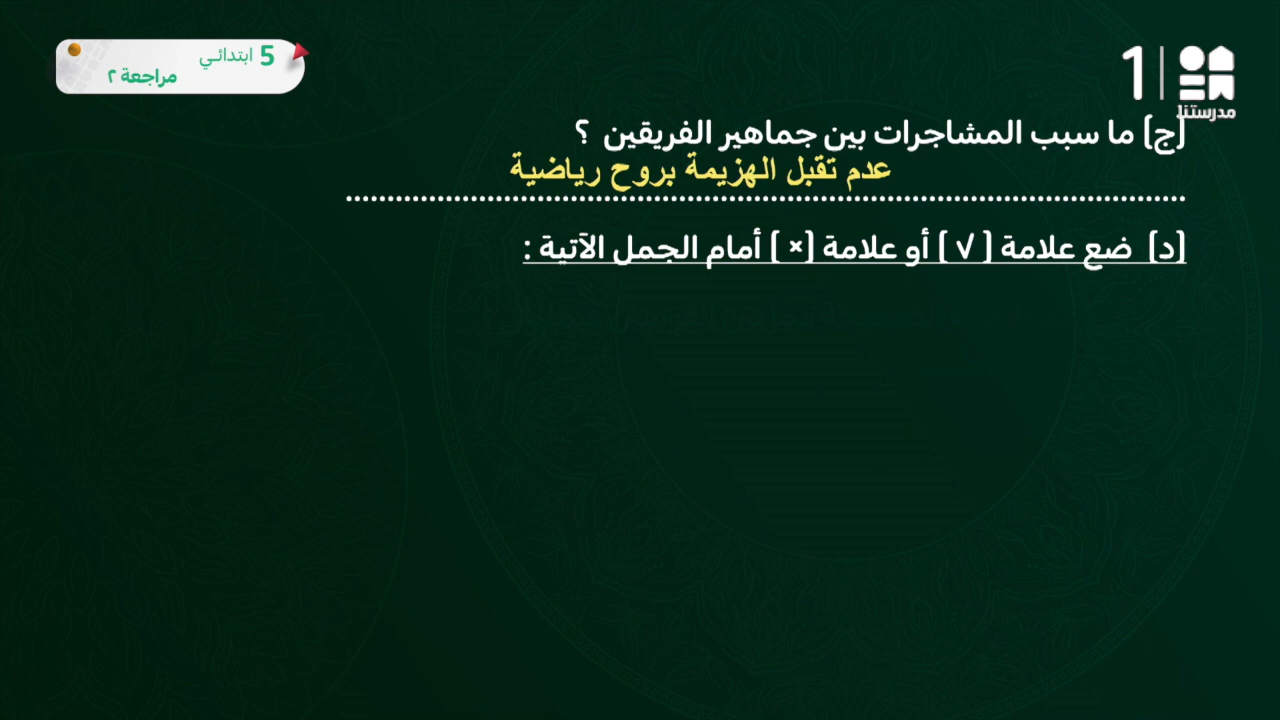 5 ابتدائي
مراجعة ٢
1
مدرستنا
(ج) ما سبب المشاجرات بين جماهير الفريقين ؟
عدم تقبل الهزيمة بروح رياضية
................................................................................
(د) ضع علامة ( √ ) أو علامة (× ) أمام الجمل الآتية :